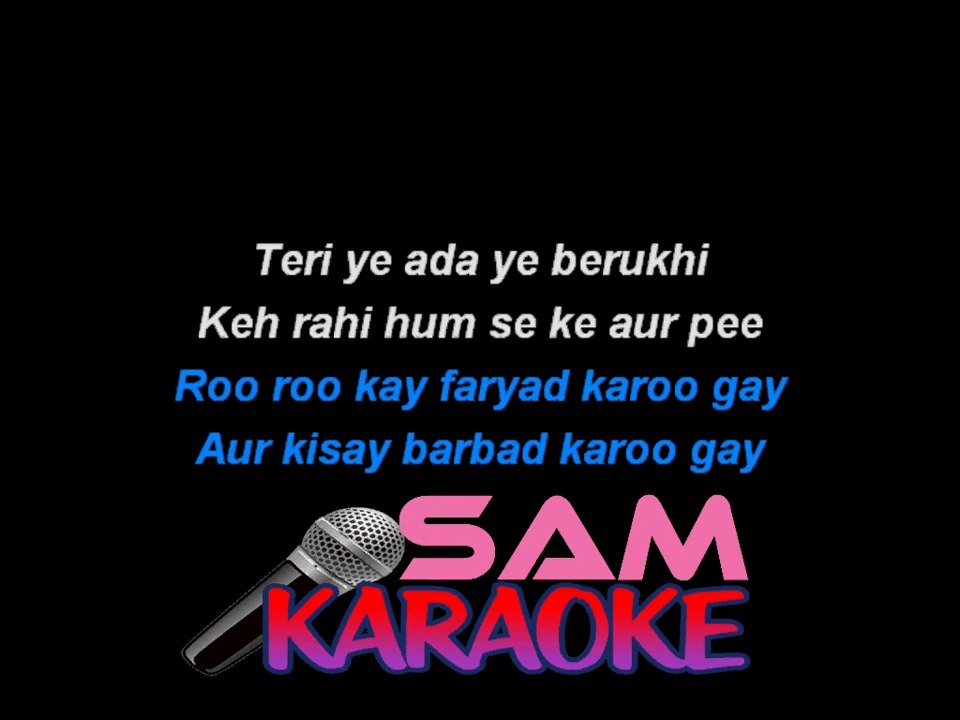 Teri ye ada ye berukhi
Keh rahi hum se ke aur pee
Roo roo kay faryad karoo gay
Aur kisay barbad karoo gay
SAM
KARAOKE